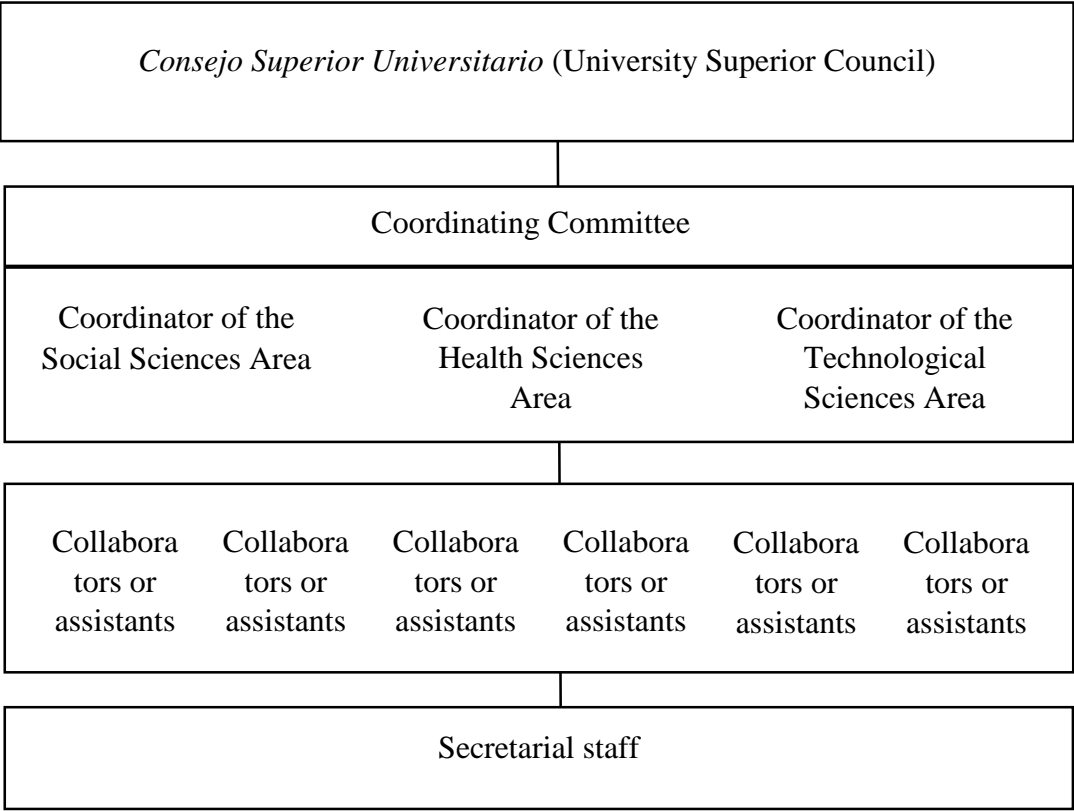 Consejo Superior Universitario (University Superior Council)
Coordinating Committee
Coordinator of the
Social Sciences Area
Coordinator of the
Health Sciences
Area
Coordinator of the
Technological
Sciences Area
Collabora
tors or
assistants
Collabora
tors or
assistants
Collabora
tors or
assistants
Collabora
tors or
assistants
Collabora
tors or
assistants
Collabora
tors or
assistants
Secretarial staff